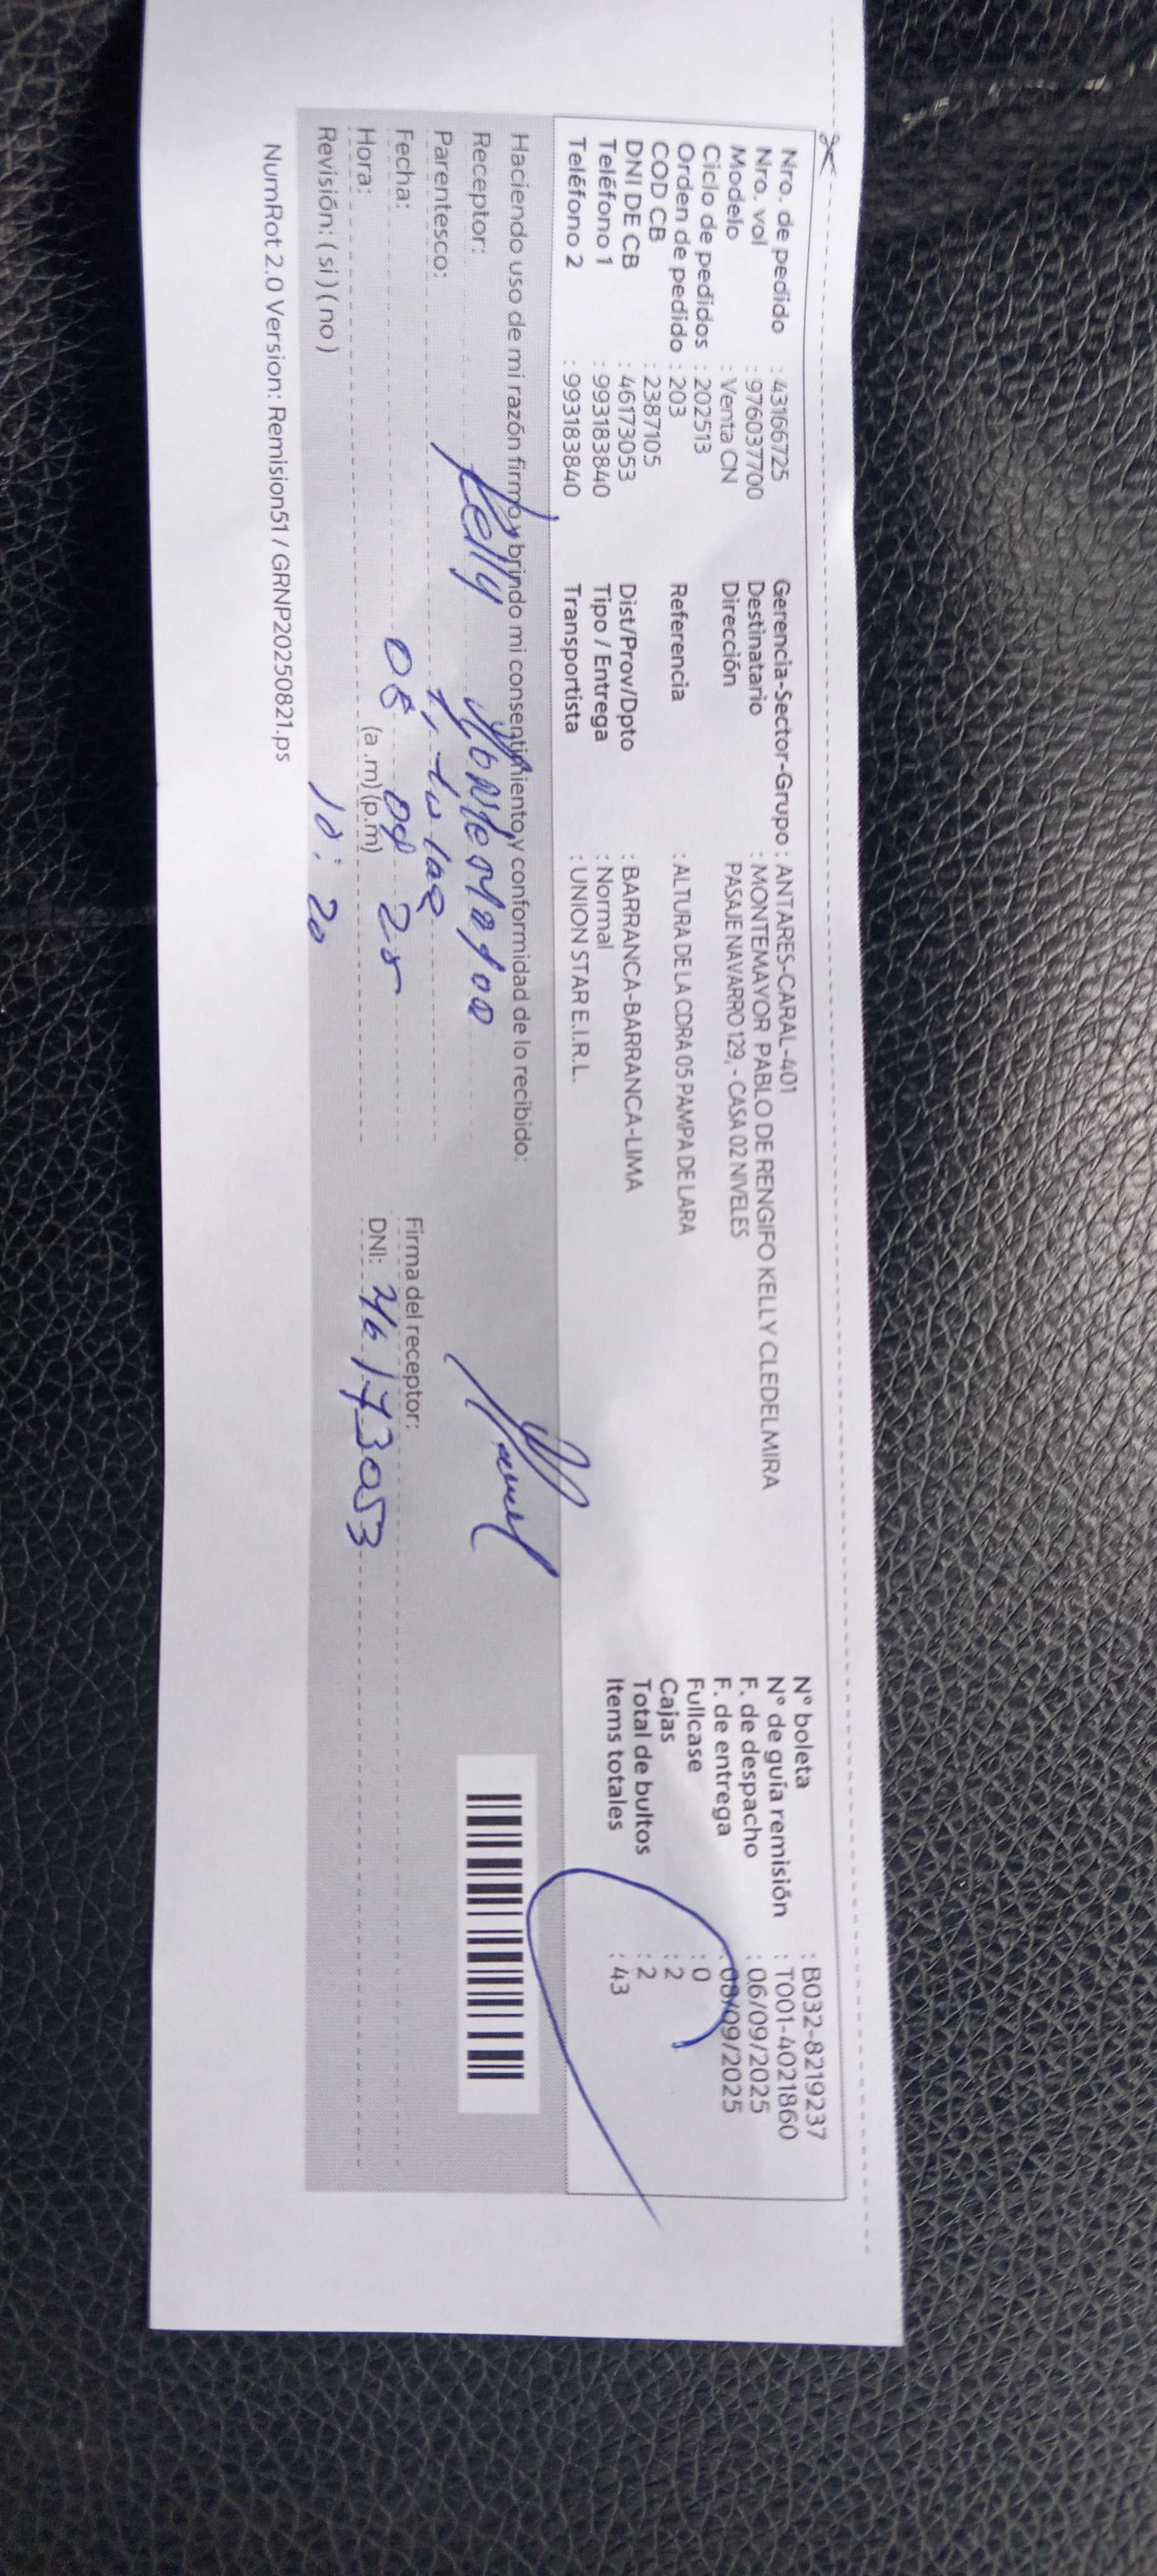 Nro. de pedido : 43166725
Nro. vol : 976037700
Modelo : Venta CN
Ciclo de pedidos : 202513
Orden de pedido : 203
COD CB : 2387105
DNI DE CB : 46173053
Teléfono 1 : 993183840
Teléfono 2 : 993183840
Gerencia-Sector-Grupo : ANTARES-CARAL-401
Destinatario : MONTEMAYOR PABLO DE RENGIFO KELLY CLEDELMIRA
Dirección PASAJE NAVARRO 129, - CASA 02 NIVELES
Referencia : ALTURA DE LA CDRA 05 PAMPA DE LARA
Dist/Prov/Dpto : BARRANCA-BARRANCA-LIMA
Tipo / Entrega : Normal
Transportista : UNION STAR E.I.R.L.
N° boleta : B032-8219237
N° de guía remisión : T001-4021860
F. de despacho : 06/09/2025
F. de entrega : 08/09/2025
Fullcase : 0
Cajas : 2
Total de bultos : 2
Items totales : 43
Haciendo uso de mi razón firmo y brindo mi consentimiento y conformidad de lo recibido:
Receptor: Kelly Montemayor
Parentesco: titular
Fecha: 08 09 25
Hora: (a.m)(p.m) 10:20
Revisión: (si)(no)
Firma del receptor:
DNI: 46173053
NumRot 2.0 Version: Remision51 / GRNP20250821.ps